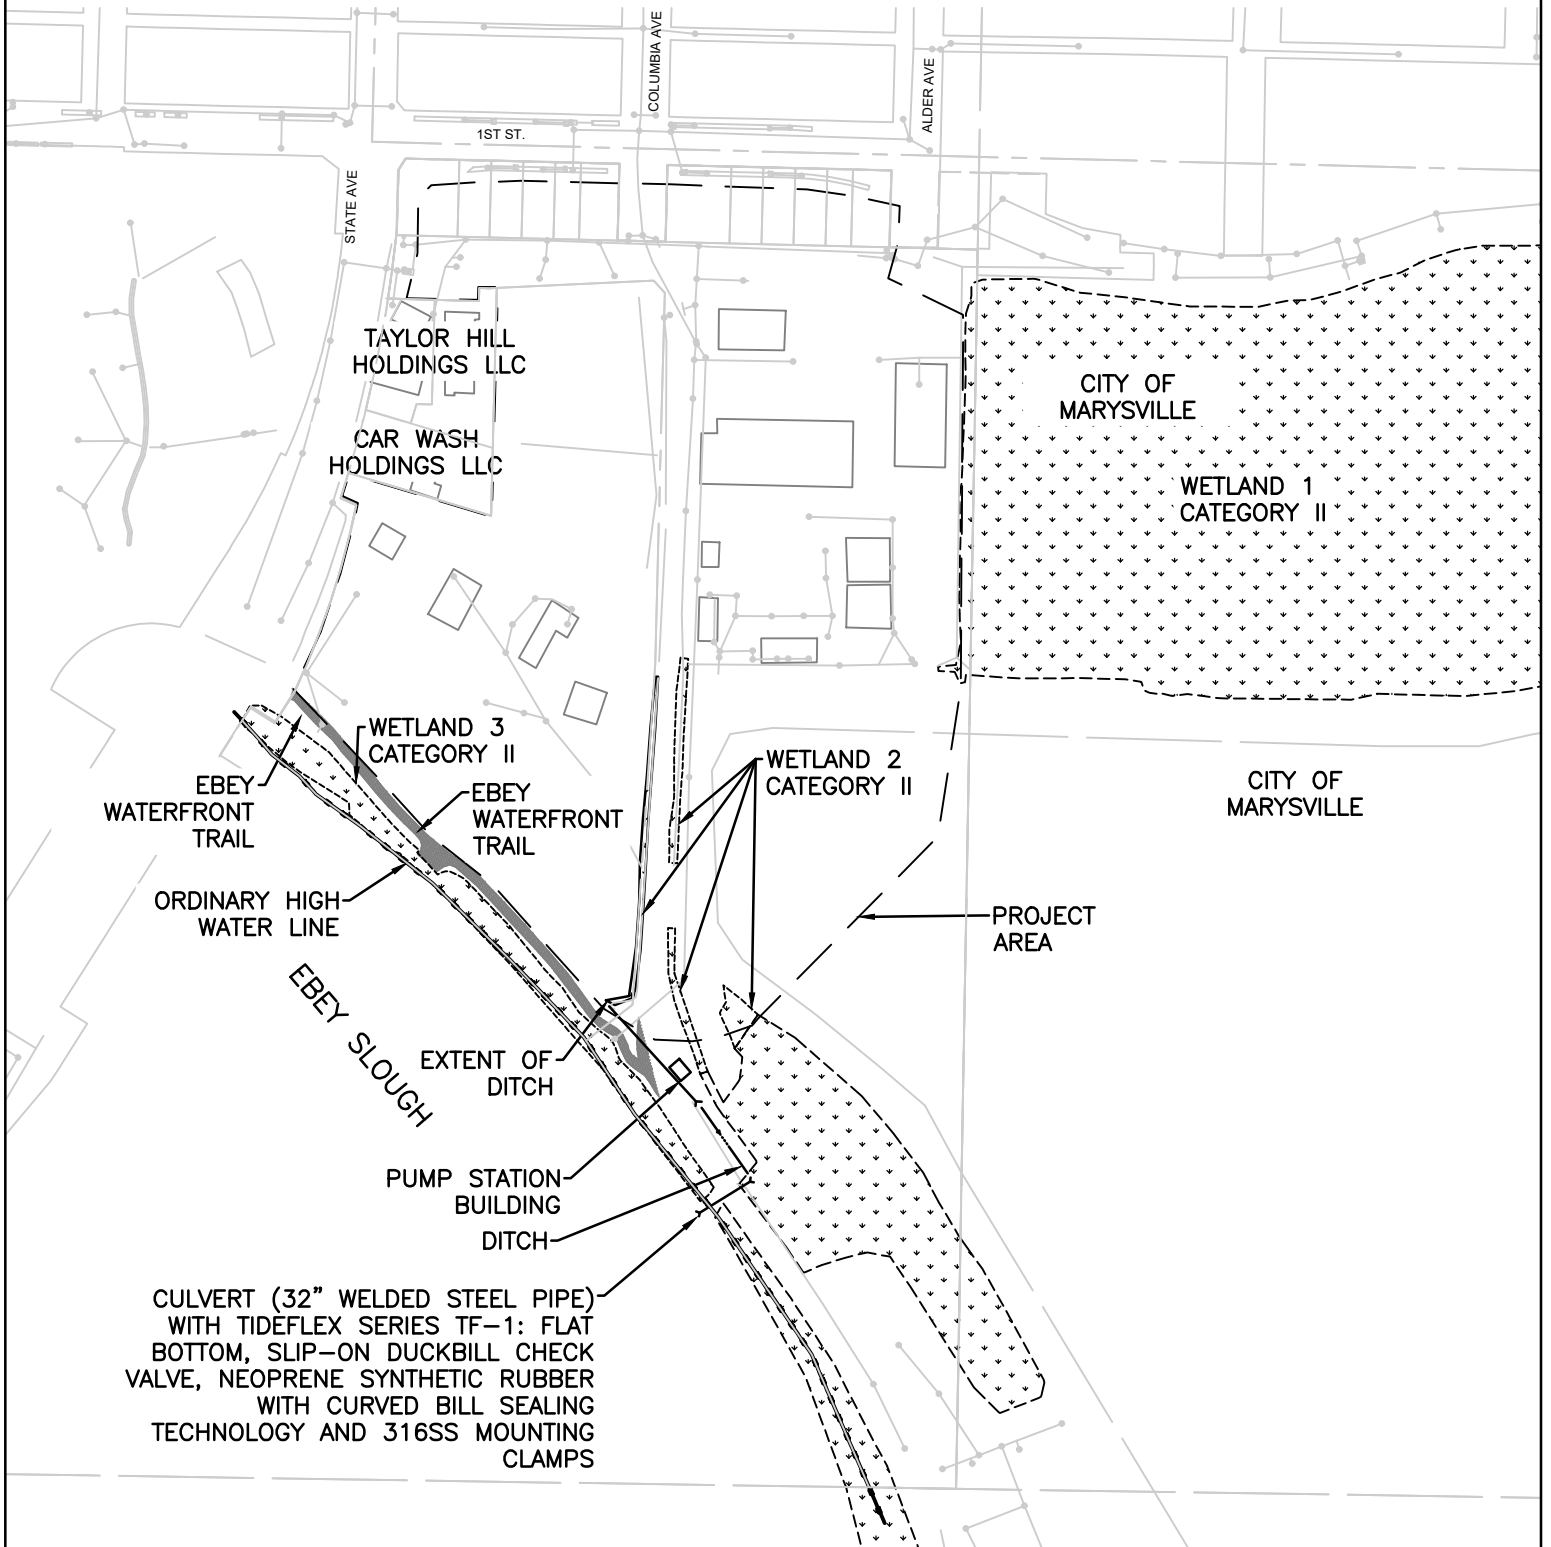 COLUMBIA AVE
ALDER AVE
1ST ST.
STATE AVE
TAYLOR HILL
HOLDINGS LLC
CITY OF
MARYSVILLE
CAR WASH
HOLDINGS LLC
WETLAND 1
CATEGORY II
WETLAND 3
CATEGORY II
WETLAND 2
CATEGORY II
EBEY
WATERFRONT
TRAIL
EBEY
WATERFRONT
TRAIL
CITY OF
MARYSVILLE
ORDINARY HIGH
WATER LINE
PROJECT
AREA
EBEY SLOUGH
EXTENT OF
DITCH
PUMP STATION
BUILDING
DITCH
CULVERT (32" WELDED STEEL PIPE)
WITH TIDEFLEX SERIES TF-1: FLAT
BOTTOM, SLIP-ON DUCKBILL CHECK
VALVE, NEOPRENE SYNTHETIC RUBBER
WITH CURVED BILL SEALING
TECHNOLOGY AND 316SS MOUNTING
CLAMPS